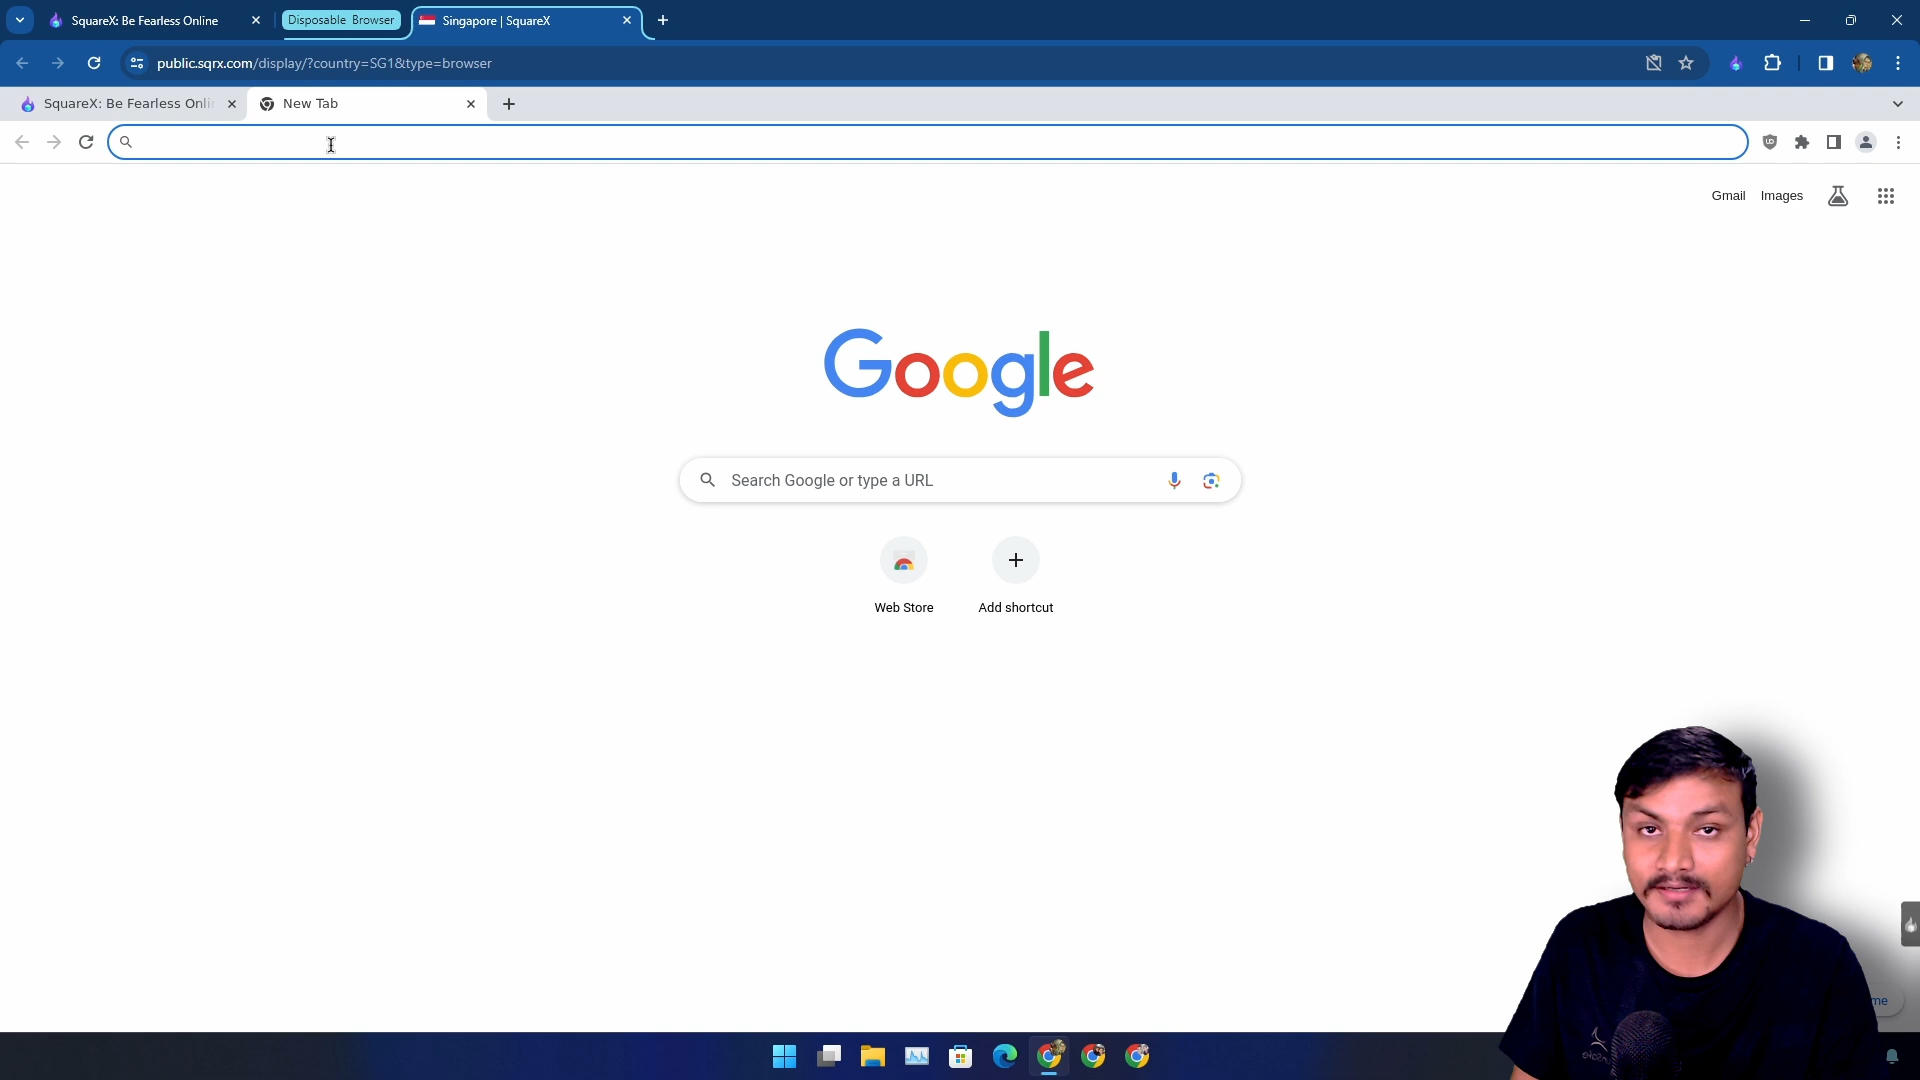 SquareX: Be Fearless Online
Disposable Browser
Singapore | SquareX
public.sqrx.com/display/?country=SG1&type=browser
SquareX: Be Fearless Onli
New Tab
Gmail
Images
Google
Search Google or type a URL
Web Store
Add shortcut
me